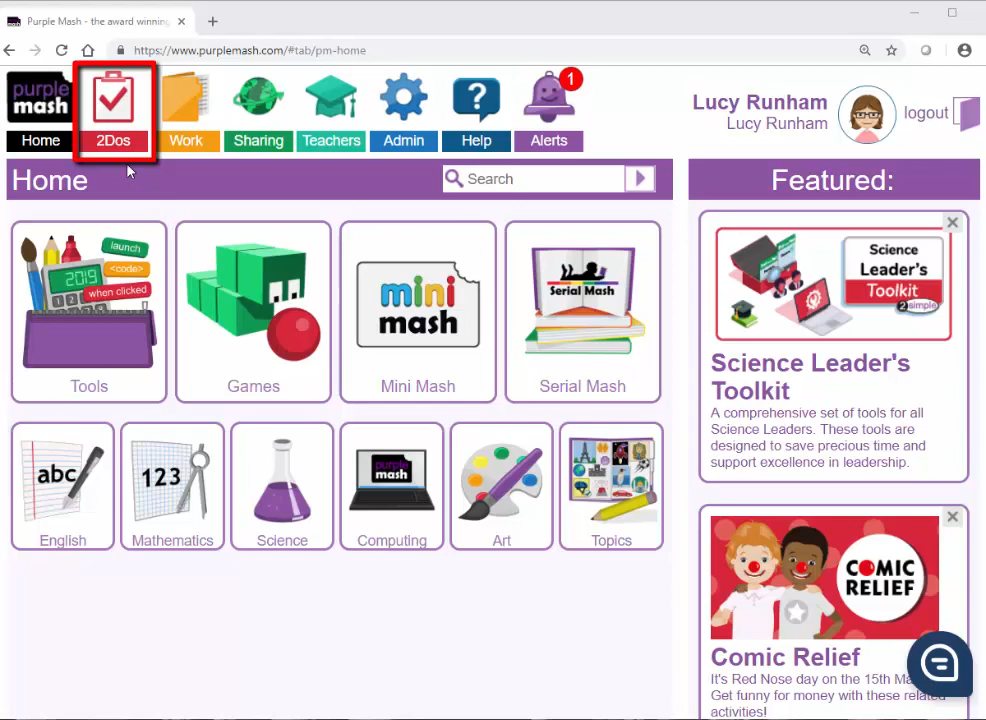 Purple Mash - the award winning
https://www.purplemash.com/#tab/pm-home
purple
mash
?
1
Home
2Dos
Work
Sharing
Teachers
Admin
Help
Alerts
Lucy Runham
Lucy Runham
logout
Home
Search
Featured:
launch
2019
<code>
when clicked
Tools
Games
mini
mash
Mini Mash
Serial Mash
Serial Mash
abc
English
123
Mathematics
Science
purple
mash
Computing
Art
Topics
Science
Leader's
Toolkit
2simple
Science Leader's
Toolkit
A comprehensive set of tools for all
Science Leaders. These tools are
designed to save precious time and
support excellence in leadership.
COMIC
RELIEF
Comic Relief
It's Red Nose day on the 15th
Get funny for money with these related
activities!